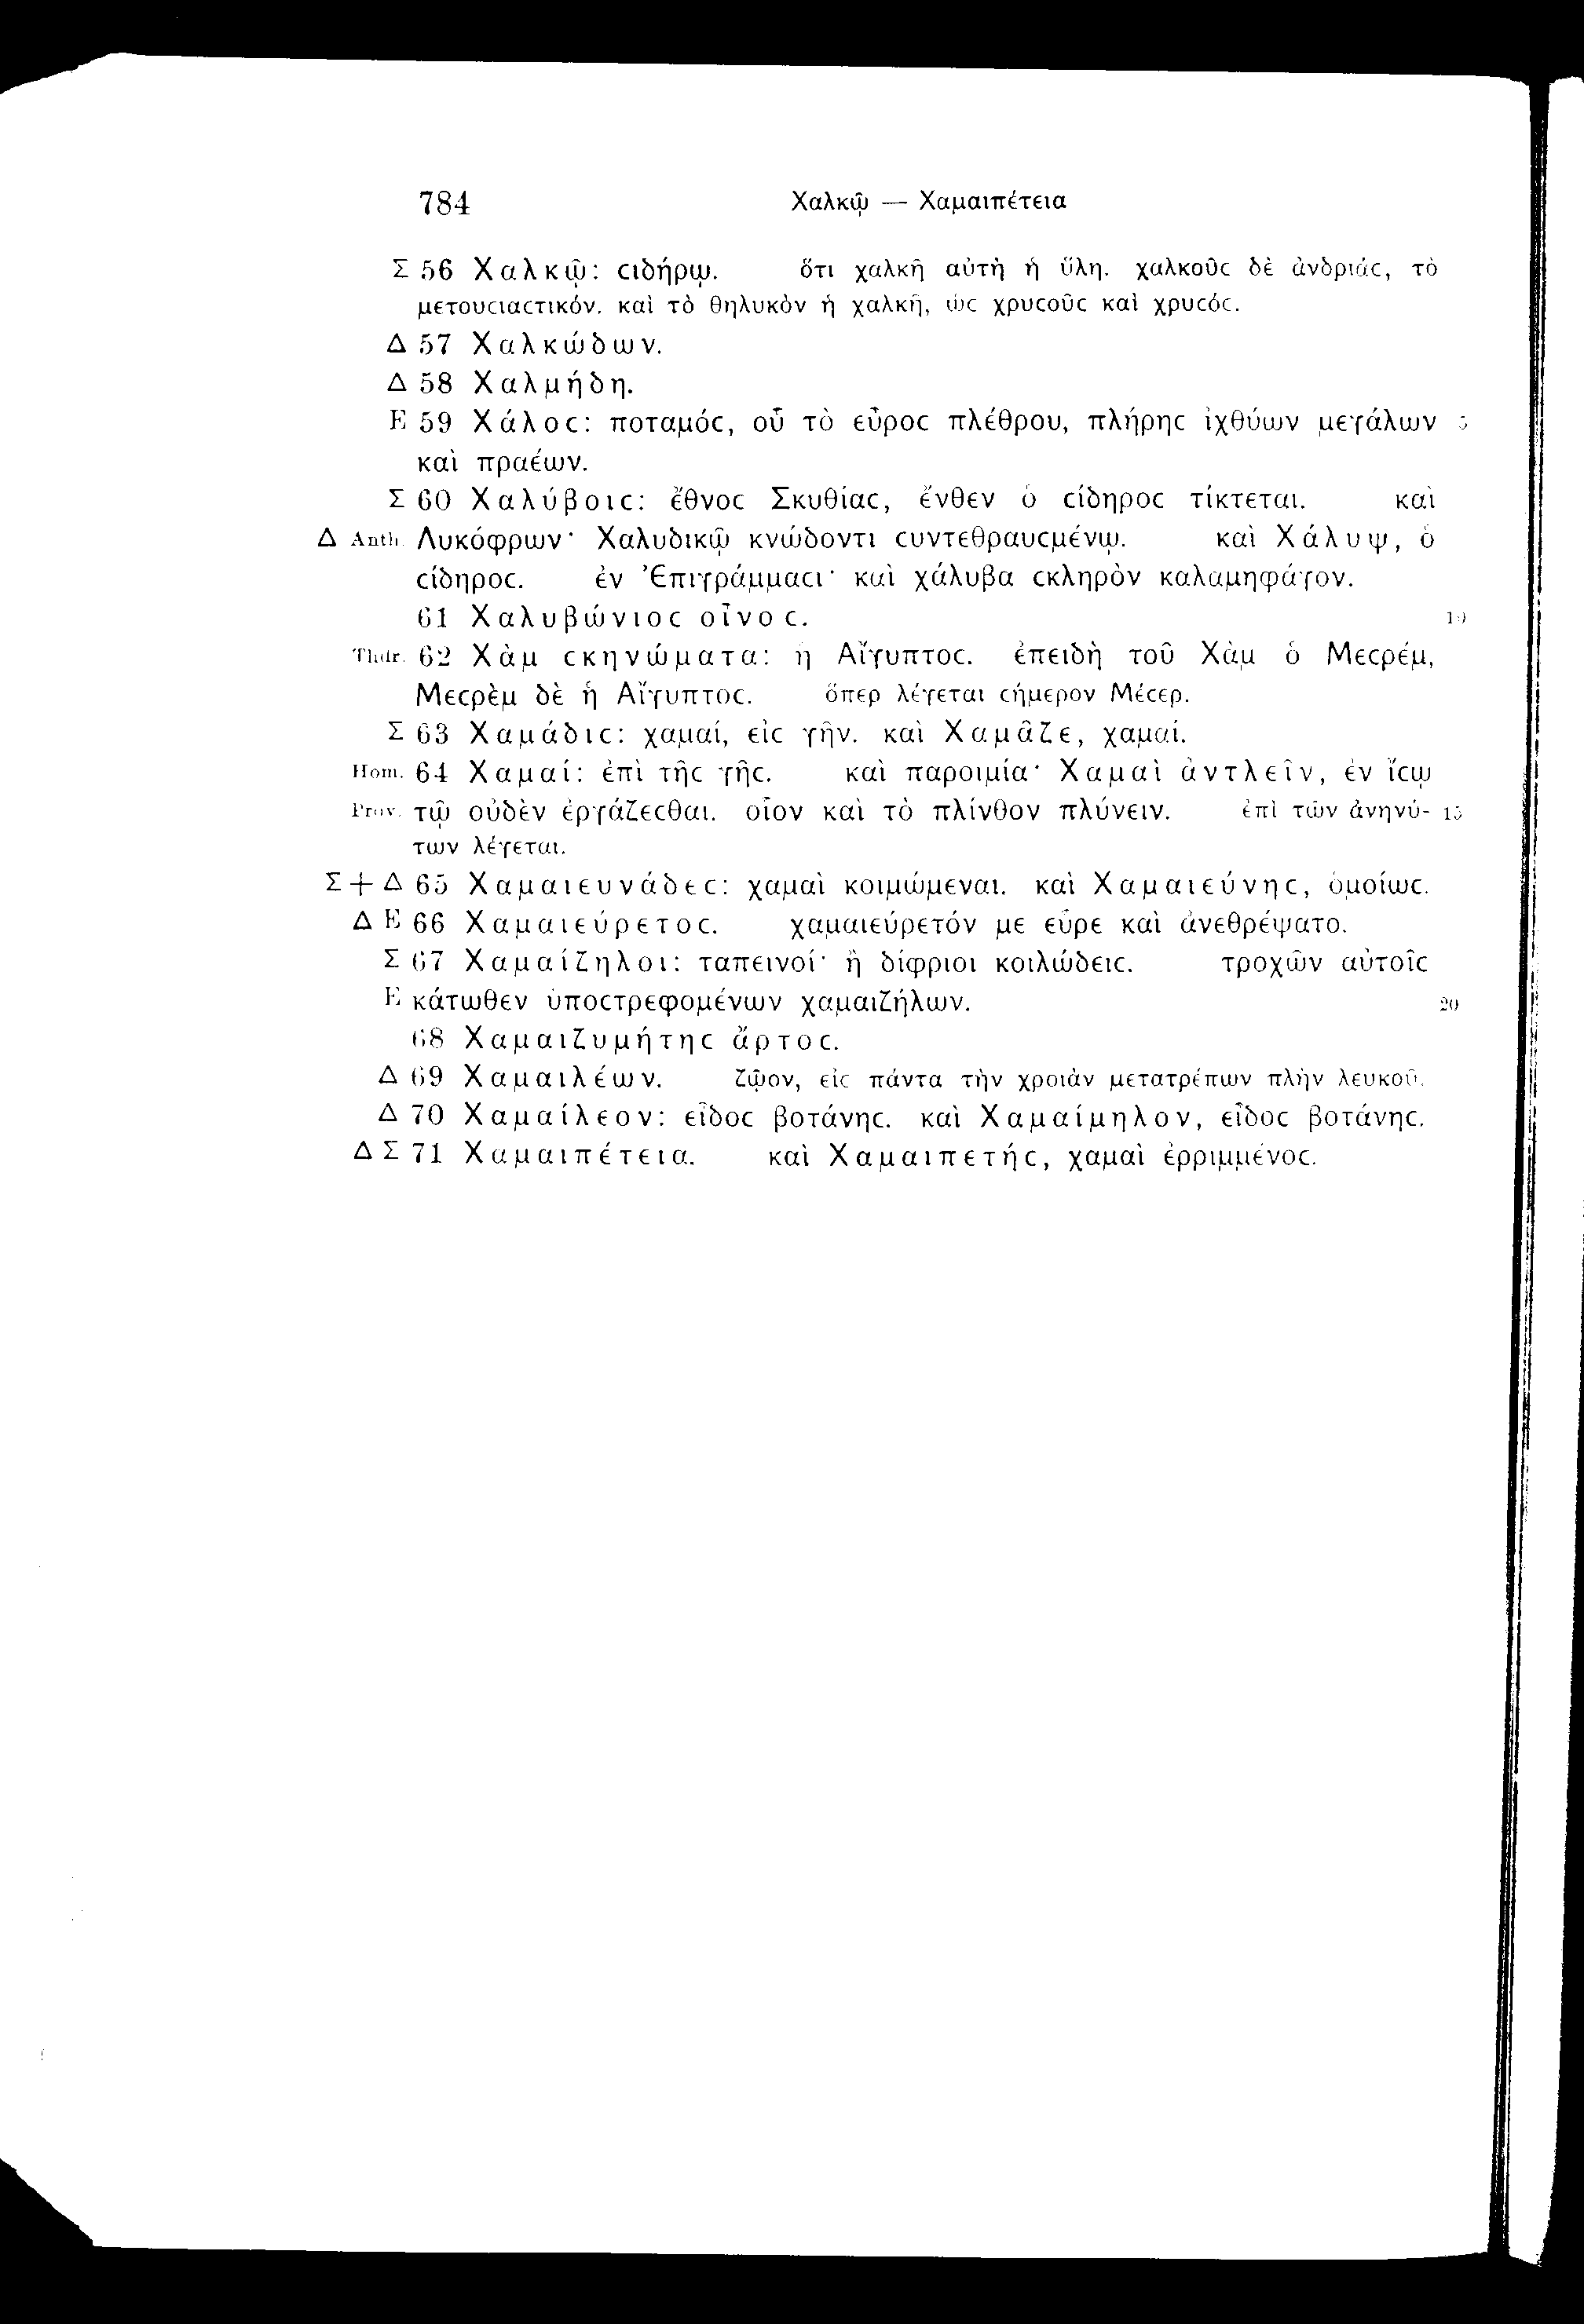 784 Χαλκῷ — Χαμαιπέτεια
Σ 56 Χαλκῷ: ϲιδήρῳ. ὅτι χαλκῆ αὐτὴ ἡ ὕλη. χαλκοῦϲ δὲ ἀνδριάϲ, τὸ
μετουϲιαϲτικόν. καὶ τὸ θηλυκὸν ἡ χαλκῆ, ὡϲ χρυϲοῦϲ καὶ χρυϲόϲ.
Δ 57 Χαλκώδων.
Δ 58 Χαλμήδη.
E 59 Χάλοϲ: ποταμόϲ, οὗ τὸ εὖροϲ πλέθρου, πλήρηϲ ἰχθύων μεγάλων 5
καὶ πραέων.
Σ 60 Χαλύβοιϲ: ἔθνοϲ Σκυθίαϲ, ἔνθεν ὁ ϲίδηροϲ τίκτεται. καὶ
Δ Anth. Λυκόφρων· Χαλυδικῷ κνώδοντι ϲυντεθραυϲμένῳ. καὶ Χάλυψ, ὁ
ϲίδηροϲ. ἐν Ἐπιγράμμαϲι· καὶ χάλυβα ϲκληρὸν καλαμηφάγον.
61 Χαλυβώνιοϲ οἶνοϲ. 10
Thdr. 62 Χὰμ ϲκηνώματα: ἡ Αἴγυπτοϲ. ἐπειδὴ τοῦ Χὰμ ὁ Μεϲρέμ,
Μεϲρὲμ δὲ ἡ Αἴγυπτοϲ. ὅπερ λέγεται ϲήμερον Μέϲερ.
Σ 63 Χαμάδιϲ: χαμαί, εἰϲ γῆν. καὶ Χαμᾶζε, χαμαί.
Hom. 64 Χαμαί: ἐπὶ τῆϲ γῆϲ. καὶ παροιμία· Χαμαὶ ἀντλεῖν, ἐν ἴϲῳ
Prov. τῷ οὐδὲν ἐργάζεϲθαι. οἷον καὶ τὸ πλίνθον πλύνειν. ἐπὶ τῶν ἀνηνύ- 15
των λέγεται.
Σ+Δ 65 Χαμαιευνάδεϲ: χαμαὶ κοιμώμεναι. καὶ Χαμαιεύνηϲ, ὁμοίωϲ.
Δ E 66 Χαμαιεύρετοϲ. χαμαιεύρετόν με εὗρε καὶ ἀνεθρέψατο.
Σ 67 Χαμαίζηλοι: ταπεινοί· ἢ δίφριοι κοιλώδειϲ. τροχῶν αὐτοῖϲ
E κάτωθεν ὑποϲτρεφομένων χαμαιζήλων. 20
68 Χαμαιζυμήτηϲ ἄρτοϲ.
Δ 69 Χαμαιλέων. ζῷον, εἰϲ πάντα τὴν χροιὰν μετατρέπων πλὴν λευκοῦ.
Δ 70 Χαμαίλεον: εἶδοϲ βοτάνηϲ. καὶ Χαμαίμηλον, εἶδοϲ βοτάνηϲ.
Δ Σ 71 Χαμαιπέτεια. καὶ Χαμαιπετήϲ, χαμαὶ ἐρριμμένοϲ.